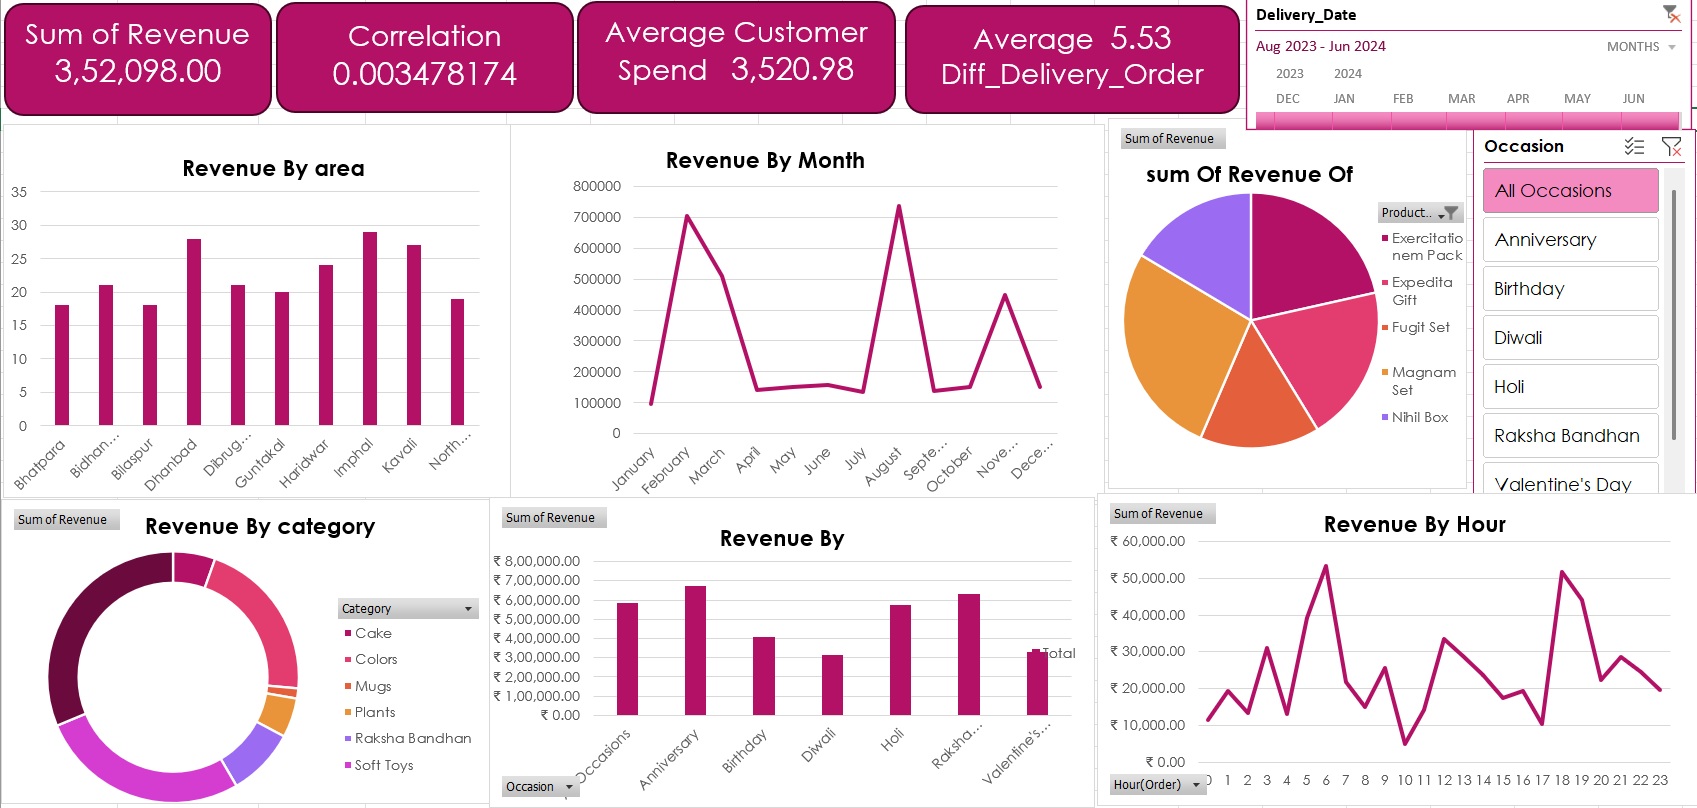 Sum of Revenue
3,52,098.00
Correlation
0.003478174
Average Customer
Spend 3,520.98
Average 5.53
Diff_Delivery_Order
Delivery_Date
Aug 2023 - Jun 2024
MONTHS
2023 2024
DEC JAN FEB MAR APR MAY JUN
Revenue By area
35
30
25
20
15
10
5
0
Bhatpara
Bidhan...
Bilaspur
Dhanbad
Dibrug...
Guntakal
Haridwar
Imphal
Kavali
North...
Revenue By Month
800000
700000
600000
500000
400000
300000
200000
100000
0
January
February
March
April
May
June
July
August
Septe...
October
Nove...
Dece...
Sum of Revenue
sum Of Revenue Of
Product..
Exercitatio
nem Pack
Expedita
Gift
Fugit Set
Magnam
Set
Nihil Box
Occasion
All Occasions
Anniversary
Birthday
Diwali
Holi
Raksha Bandhan
Valentine's Day
Sum of Revenue
Revenue By category
Category
Cake
Colors
Mugs
Plants
Raksha Bandhan
Soft Toys
Sum of Revenue
Revenue By
₹ 8,00,000.00
₹ 7,00,000.00
₹ 6,00,000.00
₹ 5,00,000.00
₹ 4,00,000.00
₹ 3,00,000.00
₹ 2,00,000.00
₹ 1,00,000.00
₹ 0.00
Occasions
Anniversary
Birthday
Diwali
Holi
Raksha...
Valentine's...
Total
Occasion
Sum of Revenue
Revenue By Hour
₹ 60,000.00
₹ 50,000.00
₹ 40,000.00
₹ 30,000.00
₹ 20,000.00
₹ 10,000.00
₹ 0.00
0 1 2 3 4 5 6 7 8 9 10 11 12 13 14 15 16 17 18 19 20 21 22 23
Hour(Order)